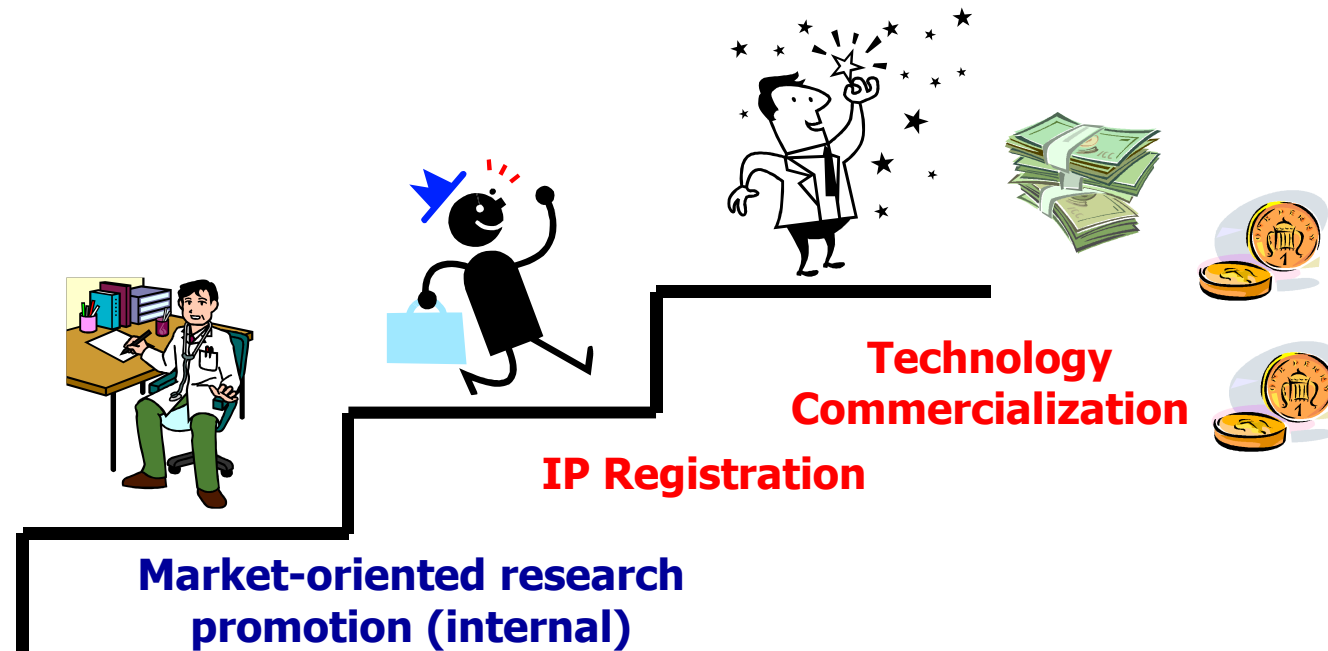 Technology
Commercialization
IP Registration
Market-oriented research
promotion (internal)